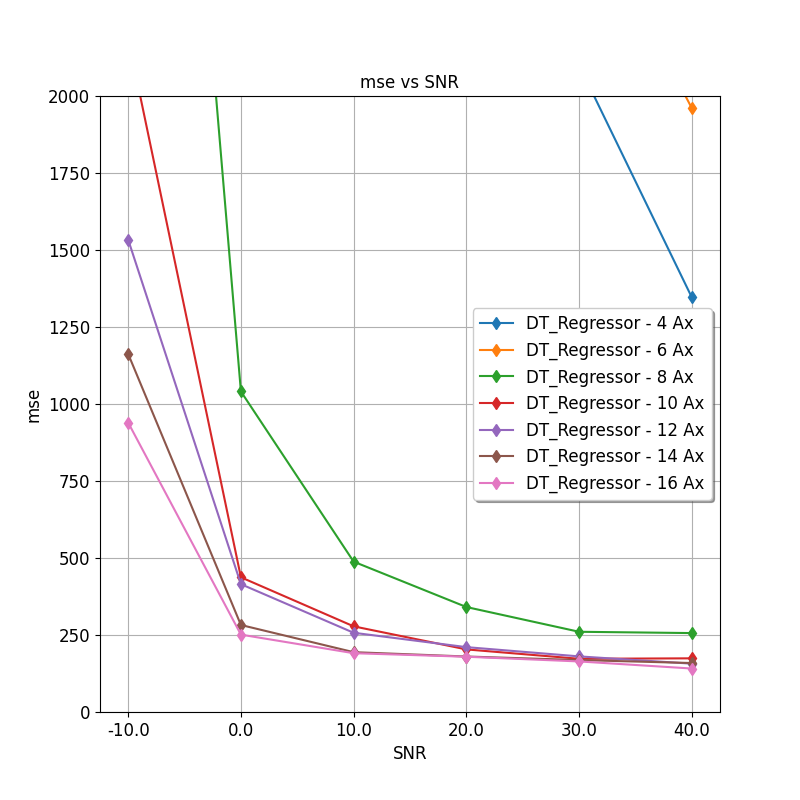 mse vs SNR
2000
1750
1500
1250
1000
750
500
250
0
mse
DT_Regressor - 4 Ax
DT_Regressor - 6 Ax
DT_Regressor - 8 Ax
DT_Regressor - 10 Ax
DT_Regressor - 12 Ax
DT_Regressor - 14 Ax
DT_Regressor - 16 Ax
-10.0 0.0 10.0 20.0 30.0 40.0
SNR